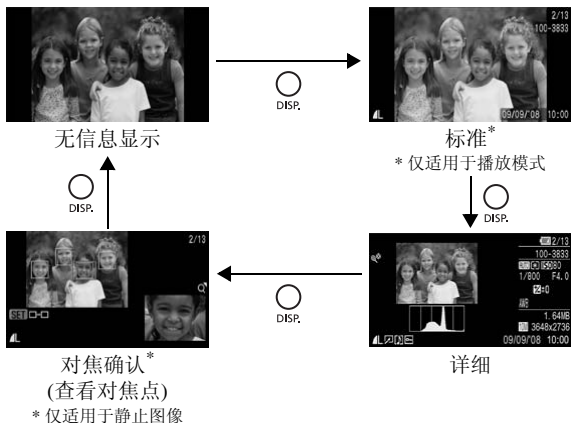 2/13
100-3833
09/09/'08 10:00
DISP.
无信息显示
标准*
* 仅适用于播放模式
DISP.
DISP.
2/13
SET
对焦确认*
(查看对焦点)
* 仅适用于静止图像
DISP.
2/13
100-3833
ISO 80
1/800 F4.0
±0
1.64MB
3648x2736
09/09/'08 10:00
详细